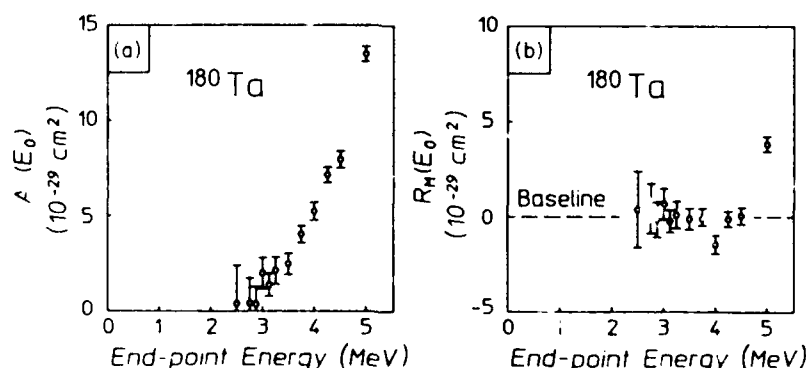 (a)
180Ta
A (E0)
(10-29 cm2)
15
10
5
0
0 1 2 3 4 5
End-point Energy (MeV)
(b)
180Ta
RM(E0)
(10-29 cm2)
10
5
0
-5
Baseline
0 1 2 3 4 5
End-point Energy (MeV)